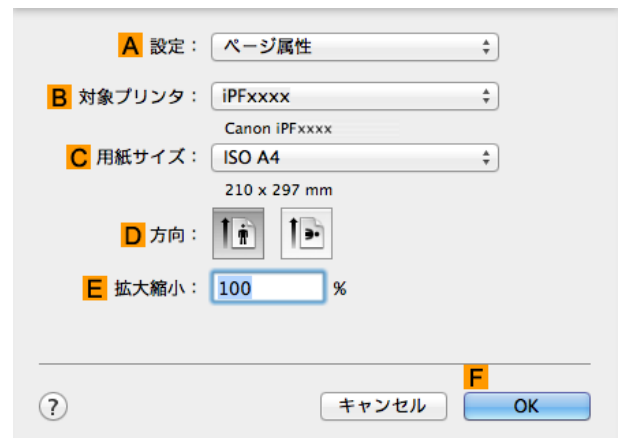 A 設定： ページ属性
B 対象プリンタ： iPFxxxx
Canon iPFxxxx
C 用紙サイズ： ISO A4
210 x 297 mm
D 方向：
E 拡大縮小： 100 %
F
? キャンセル OK